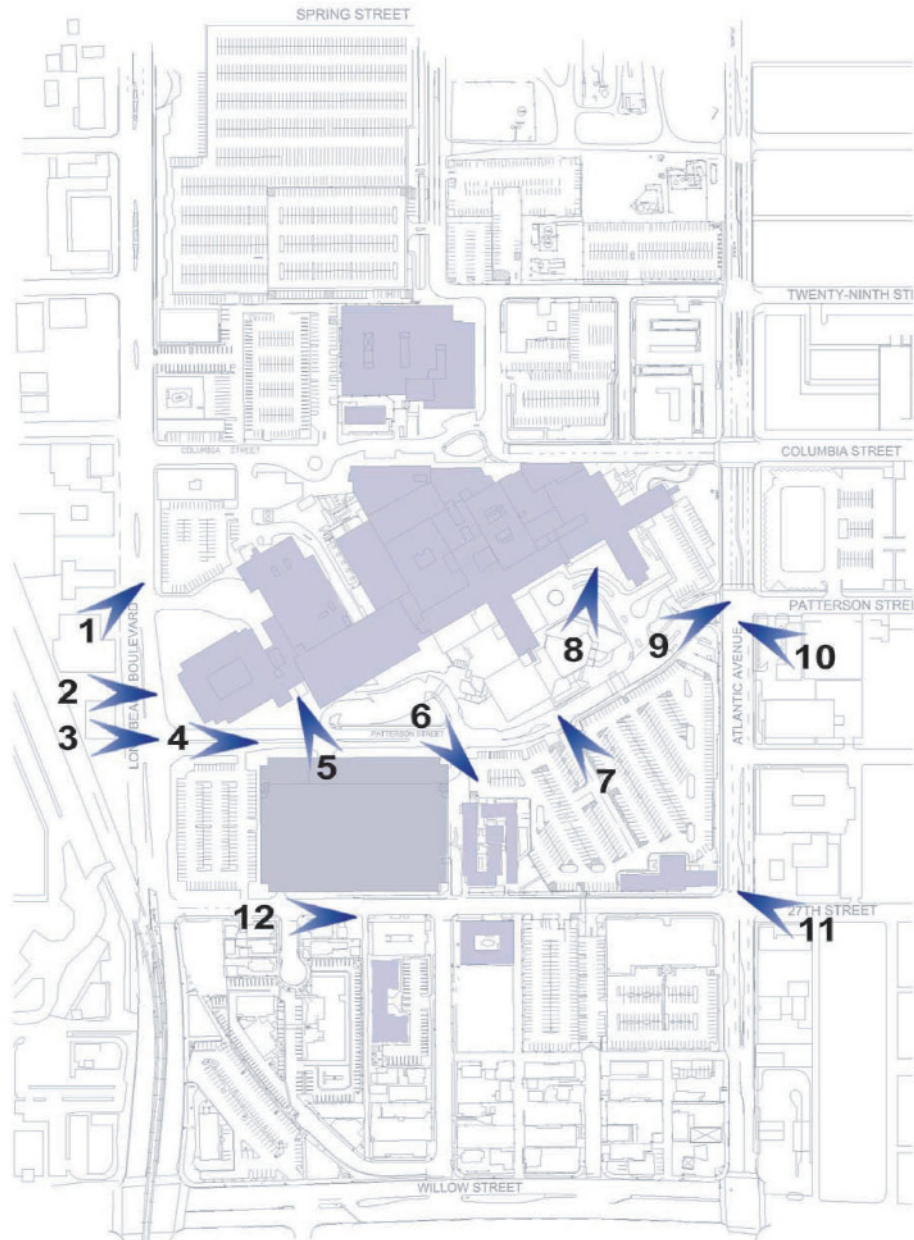 SPRING STREET
TWENTY-NINTH STI
COLUMBIA STREET
COLUMBIA STREET
1
LONG BEA BOULEVARD
PATTERSON STREE
8
9
10
ATLANTIC AVENUE
2
3
4
5
6
PATTERSON STREET
7
12
27TH STREET
11
WILLOW STREET